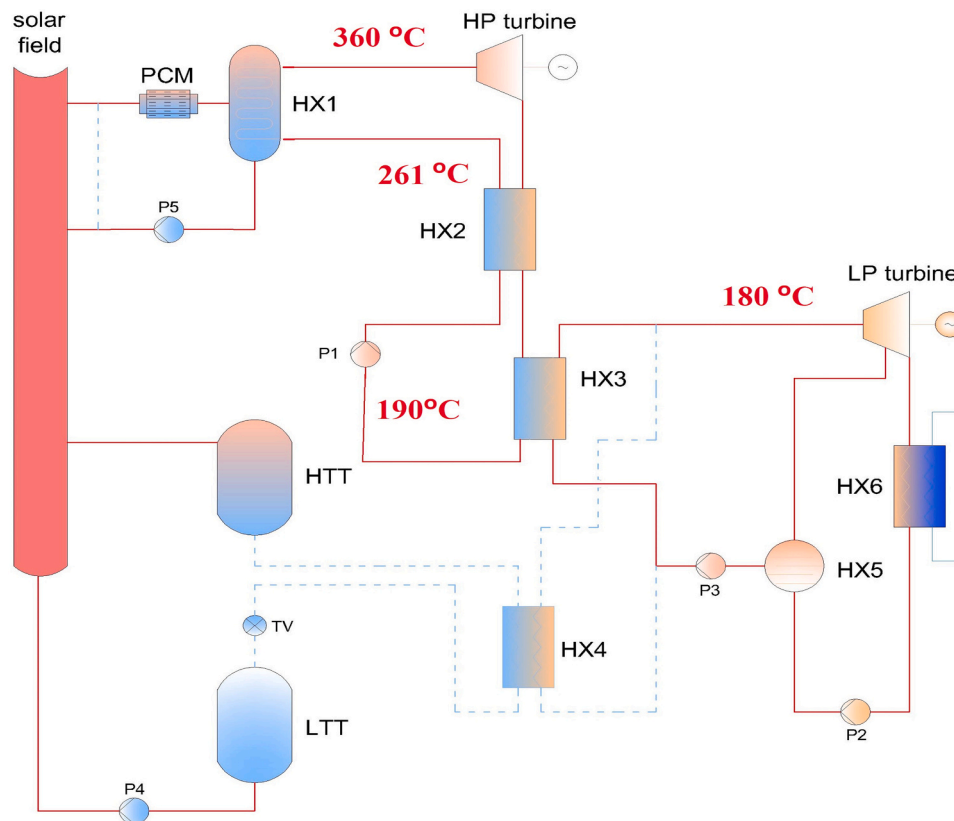 solar
field
HP turbine
360 °C
PCM
HX1
261 °C
P5
HX2
180 °C
LP turbine
P1
HX3
190°C
HTT
HX6
P3
HX5
TV
HX4
LTT
P2
P4
~
~